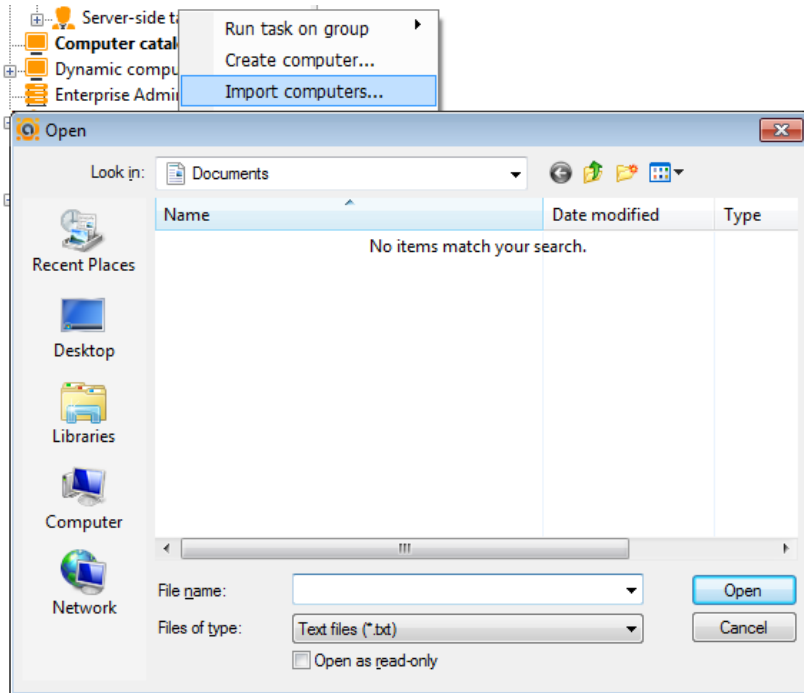 Server-side ta
Computer catal
Dynamic compu
Enterprise Admin
Run task on group
Create computer...
Import computers...
Open
Look in:
Documents
Name
Date modified
Type
No items match your search.
Recent Places
Desktop
Libraries
Computer
Network
File name:
Open
Files of type:
Text files (*.txt)
Cancel
Open as read-only